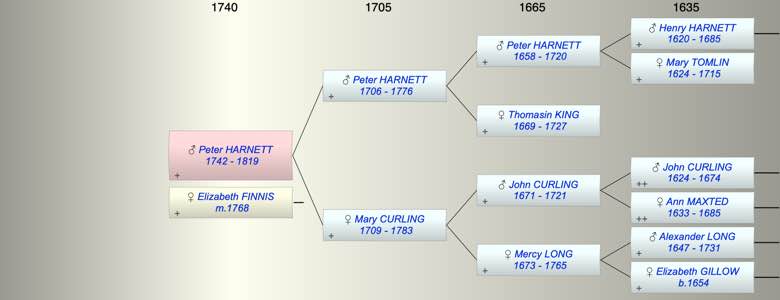 1740 1705 1665 1635
♂ Henry HARNETT
1620 - 1685
+
♂ Peter HARNETT
1658 - 1720
+
♀ Mary TOMLIN
1624 - 1715
+
♂ Peter HARNETT
1706 - 1776
+
♀ Thomasin KING
1669 - 1727
+
♂ Peter HARNETT
1742 - 1819
+
♀ Elizabeth FINNIS
m.1768
+
♂ John CURLING
1624 - 1674
++
♂ John CURLING
1671 - 1721
+
♀ Ann MAXTED
1633 - 1685
++
♀ Mary CURLING
1709 - 1783
+
♂ Alexander LONG
1647 - 1731
+
♀ Mercy LONG
1673 - 1765
+
♀ Elizabeth GILLOW
b.1654
+